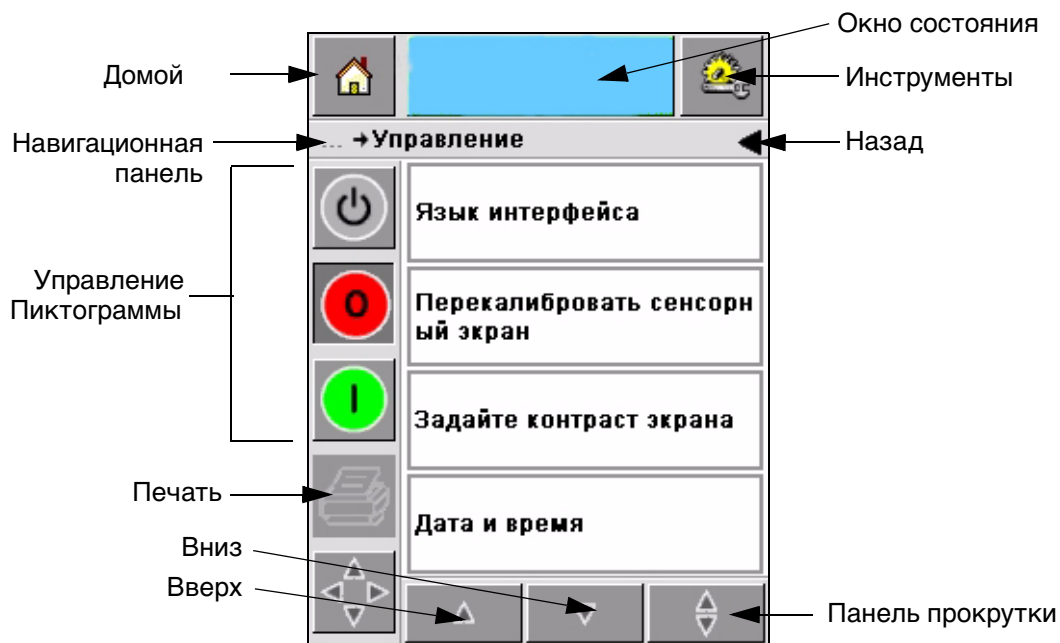 Окно состояния
Домой
Инструменты
Навигационная
панель
... →Управление
Назад
Язык интерфейса
Управление
Пиктограммы
O
Перекалибровать сенсорн
ый экран
I
Задайте контраст экрана
Печать
Дата и время
Вниз
Вверх
Панель прокрутки